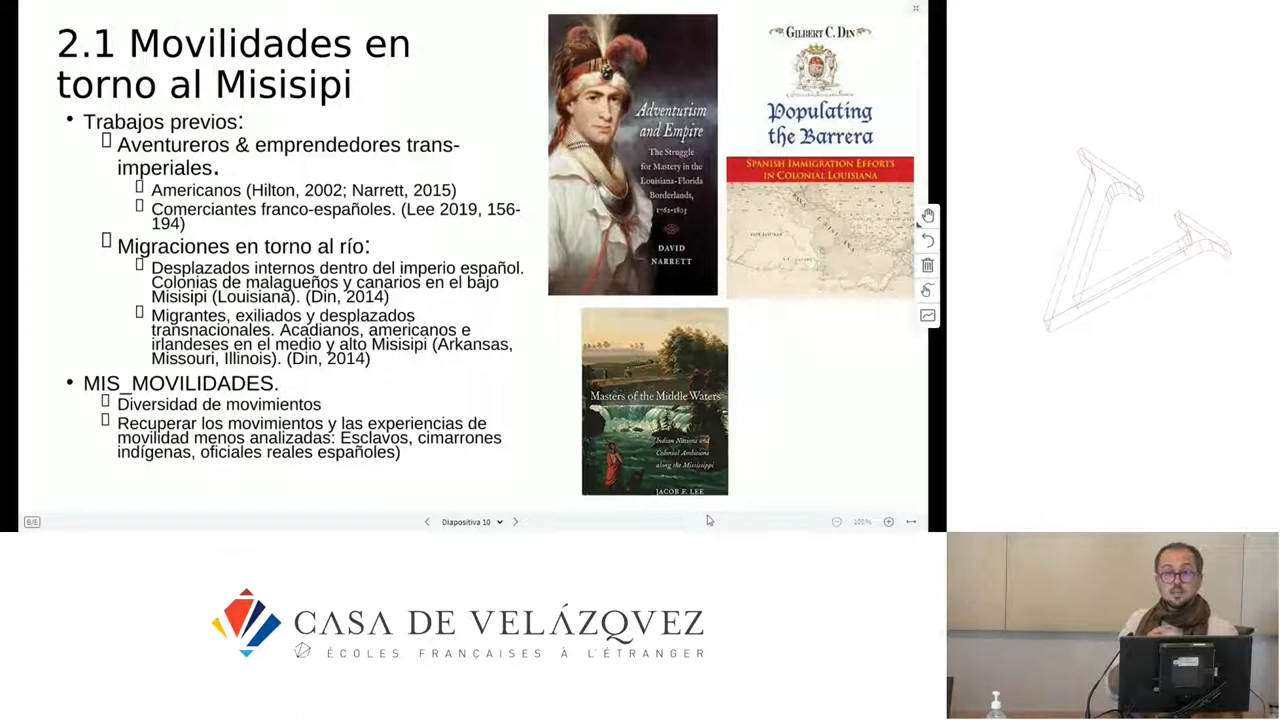 2.1 Movilidades en
torno al Misisipi
• Trabajos previos:
Aventureros & emprendedores trans-
imperiales.
Americanos (Hilton, 2002; Narrett, 2015)
Comerciantes franco-españoles. (Lee 2019, 156-
194)
Migraciones en torno al río:
Desplazados internos dentro del imperio español.
Colonias de malagueños y canarios en el bajo
Misisipi (Louisiana). (Din, 2014)
Migrantes, exiliados y desplazados
transnacionales. Acadianos, americanos e
irlandeses en el medio y alto Misisipi (Arkansas,
Missouri, Illinois). (Din, 2014)
• MIS_MOVILIDADES.
Diversidad de movimientos
Recuperar los movimientos y las experiencias de
movilidad menos analizadas: Esclavos, cimarrones
indígenas, oficiales reales españoles)
Adventurism
and Empire
The Struggle
for Mastery in the
Louisiana-Florida
Borderlands,
1762-1803
DAVID
NARRETT
GILBERT C. DIN
Populating
the Barrera
SPANISH IMMIGRATION EFFORTS
IN COLONIAL LOUISIANA
Masters of the Middle Waters
Indian Nations and
Colonial Ambitions
along the Mississippi
JACOB F. LEE
B/E
Diapositiva 10
100%
CASA DE VELÁZQVEZ
ÉCOLES FRANÇAISES À L'ÉTRANGER